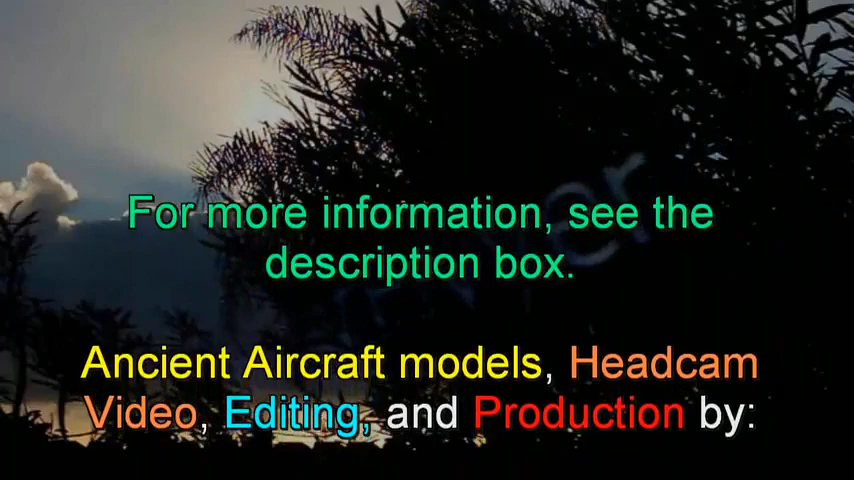 For more information, see the
description box.
Ancient Aircraft models, Headcam
Video, Editing, and Production by: